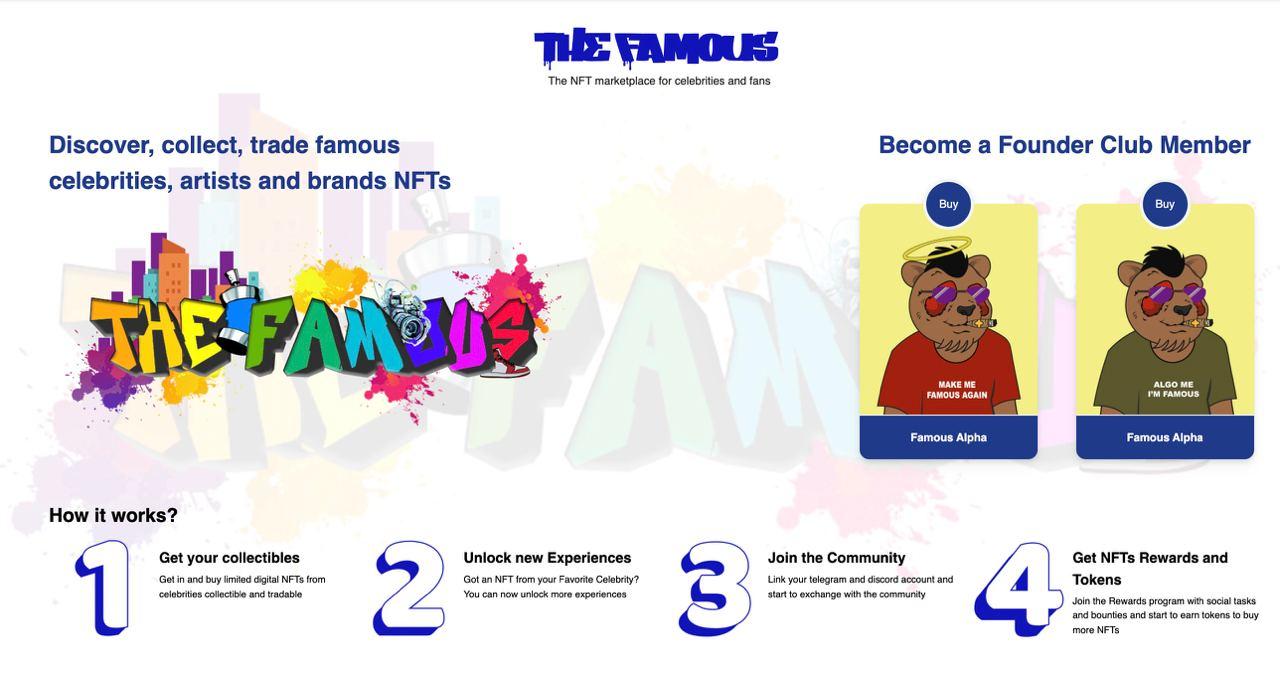 THE FAMOUS
The NFT marketplace for celebrities and fans
Discover, collect, trade famous
celebrities, artists and brands NFTs
THE FAMOUS
Become a Founder Club Member
Buy
MAKE ME
FAMOUS AGAIN
Famous Alpha
Buy
ALGO ME
I'M FAMOUS
Famous Alpha
How it works?
1
Get your collectibles
Get in and buy limited digital NFTs from
celebrities collectible and tradable
2
Unlock new Experiences
Got an NFT from your Favorite Celebrity?
You can now unlock more experiences
3
Join the Community
Link your telegram and discord account and
start to exchange with the community
4
Get NFTs Rewards and
Tokens
Join the Rewards program with social tasks
and bounties and start to earn tokens to buy
more NFTs